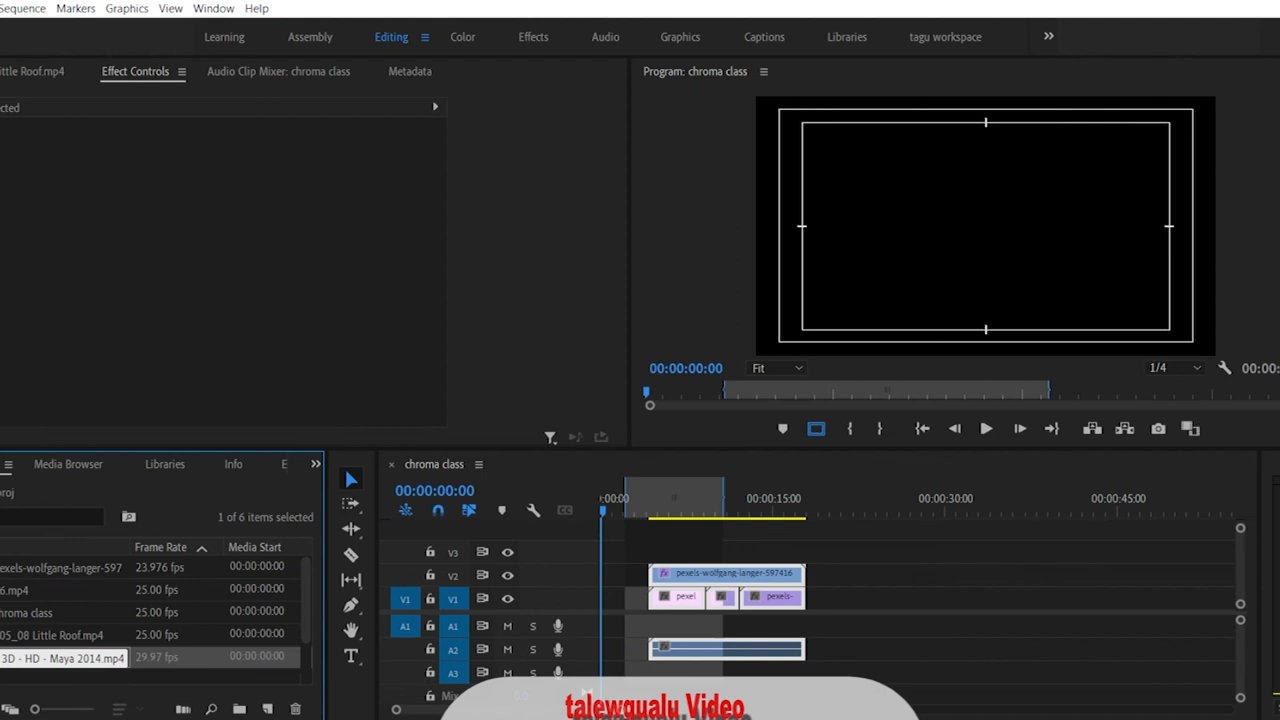 Sequence Markers Graphics View Window Help
Learning Assembly Editing Color Effects Audio Graphics Captions Libraries tagu workspace
ittle Roof.mp4 Effect Controls Audio Clip Mixer: chroma class Metadata
Program: chroma class
cted
00:00:00:00 Fit 1/4 00:00:
Media Browser Libraries Info E
chroma class
00:00:00:00
roj
1 of 6 items selected
:00:00 00:00:15:00 00:00:30:00 00:00:45:00
Frame Rate Media Start
exels-wolfgang-langer-597 23.976 fps 00:00:00:00
6.mp4 25.00 fps 00:00:00:00
hroma class 25.00 fps 00:00:00:00
05_08 Little Roof.mp4 25.00 fps 00:00:00:00
3D - HD - Maya 2014.mp4 29.97 fps 00:00:00:00
V3
V2 fx pexels-wolfgang-langer-597416
V1 V1 fx pexel fx fx pexels-
A1 A1 M S
A2 M S fx
A3 M S
Mix
talewqualu Video